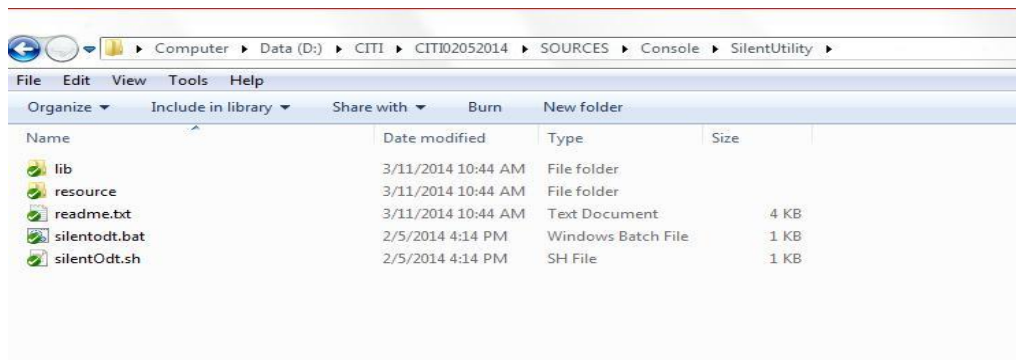 Computer Data (D:) CITI CITI02052014 SOURCES Console SilentUtility
File Edit View Tools Help
Organize Include in library Share with Burn New folder
Name Date modified Type Size
lib 3/11/2014 10:44 AM File folder
resource 3/11/2014 10:44 AM File folder
readme.txt 3/11/2014 10:44 AM Text Document 4 KB
silentodt.bat 2/5/2014 4:14 PM Windows Batch File 1 KB
silentOdt.sh 2/5/2014 4:14 PM SH File 1 KB